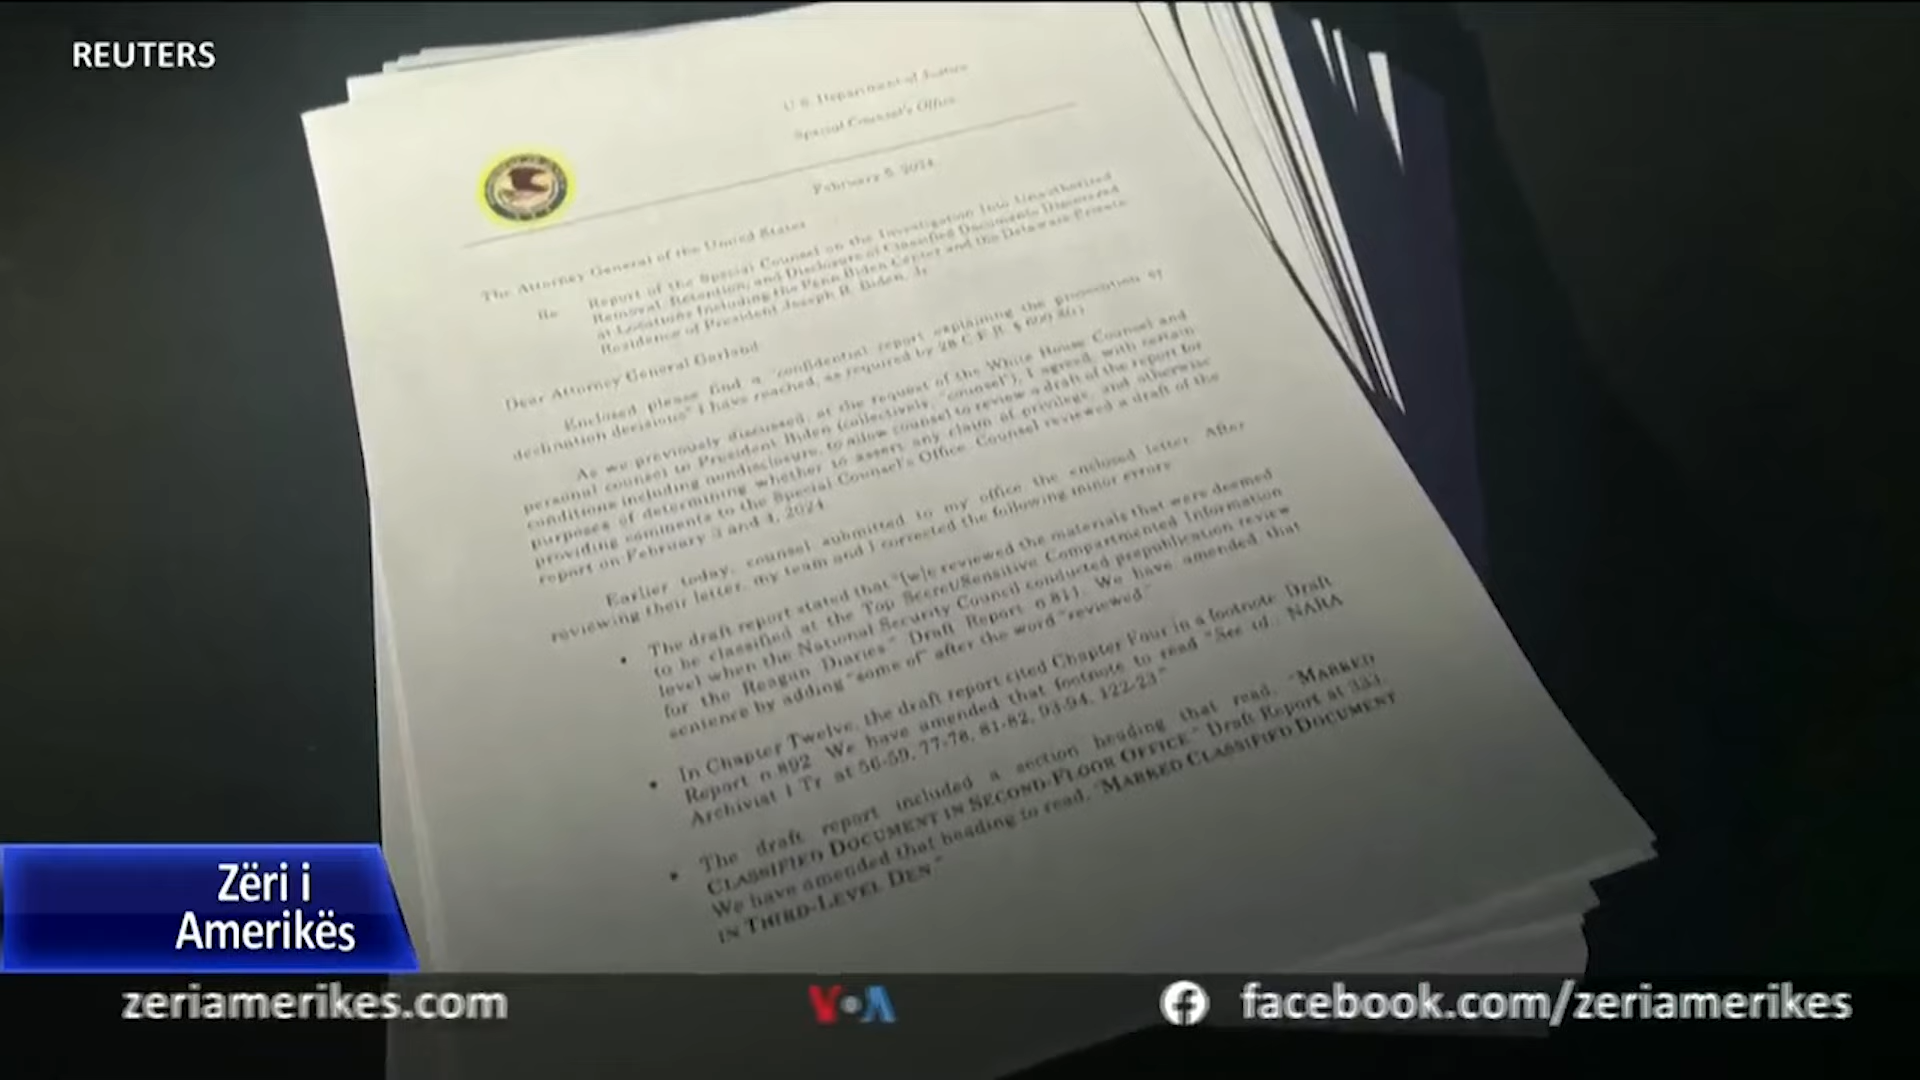 REUTERS
U.S. Department of Justice
Special Counsel's Office
February 5, 2024
The Attorney General of the United States
Re Report of the Special Counsel on the Investigation Into Unauthorized
Removal, Retention, and Disclosure of Classified Documents Discovered
at Locations Including the Penn Biden Center and the Delaware Private
Residence of President Joseph R. Biden, Jr.
Dear Attorney General Garland
Enclosed please find a "confidential report explaining the prosecution or
declination decisions" I have reached, as required by 28 C.F.R. § 600.8(c)
As we previously discussed, at the request of the White House Counsel and
personal counsel to President Biden (collectively, "counsel"), I agreed, with certain
conditions including nondisclosure, to allow counsel to review a draft of the report for
purposes of determining whether to assert any claim of privilege, and otherwise
providing comments to the Special Counsel's Office. Counsel reviewed a draft of the
report on February 3 and 4, 2024.
Earlier today, counsel submitted to my office the enclosed letter. After
reviewing their letter, my team and I corrected the following minor errors
• The draft report stated that "[w]e reviewed the materials that were deemed
to be classified at the Top Secret/Sensitive Compartmented Information
level when the National Security Council conducted prepublication review
for the Reagan Diaries." Draft Report n.811. We have amended that
sentence by adding "some of" after the word "reviewed"
• In Chapter Twelve, the draft report cited Chapter Four in a footnote. Draft
Report n.892. We have amended that footnote to read "See id.; NARA
Archivist 1 Tr. at 56-59, 77-78, 81-82, 93-94, 122-23"
• The draft report included a section heading that read, "MARKED
CLASSIFIED DOCUMENT IN SECOND-FLOOR OFFICE." Draft Report at 333.
We have amended that heading to read, "MARKED CLASSIFIED DOCUMENT
IN THIRD-LEVEL DEN."
Zëri i
Amerikës
zeriamerikes.com
VOA
facebook.com/zeriamerikes